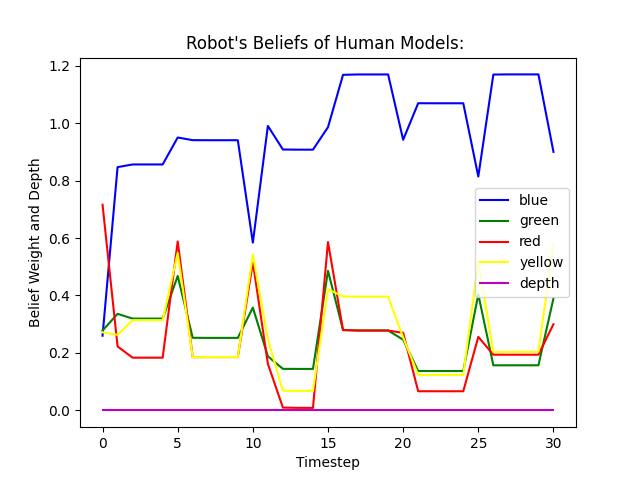 Robot's Beliefs of Human Models:
Belief Weight and Depth
1.2
1.0
0.8
0.6
0.4
0.2
0.0
blue
green
red
yellow
depth
0 5 10 15 20 25 30
Timestep